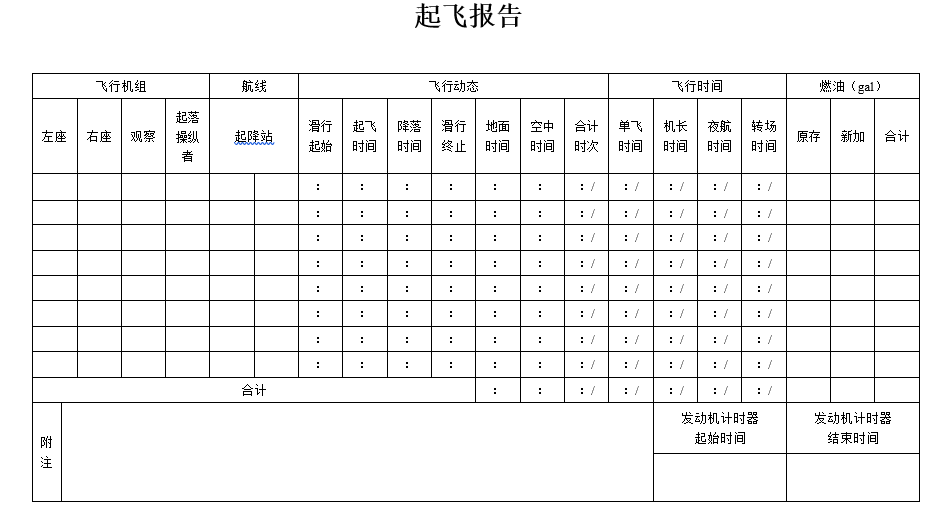 起飞报告
飞行机组 航线 飞行动态 飞行时间 燃油（gal）
左座 右座 观察 起落操纵者 起降站 滑行起始 起飞时间 降落时间 滑行终止 地面时间 空中时间 合计时次 单飞时间 机长时间 夜航时间 转场时间 原存 新加 合计
： ： ： ： ： ： ：/ ：/ ：/ ：/ ：/
： ： ： ： ： ： ：/ ：/ ：/ ：/ ：/
： ： ： ： ： ： ：/ ：/ ：/ ：/ ：/
： ： ： ： ： ： ：/ ：/ ：/ ：/ ：/
： ： ： ： ： ： ：/ ：/ ：/ ：/ ：/
： ： ： ： ： ： ：/ ：/ ：/ ：/ ：/
： ： ： ： ： ： ：/ ：/ ：/ ：/ ：/
： ： ： ： ： ： ：/ ：/ ：/ ：/ ：/
合计 ： ： ：/ ：/ ：/ ：/ ：/
附注
发动机计时器起始时间 发动机计时器结束时间